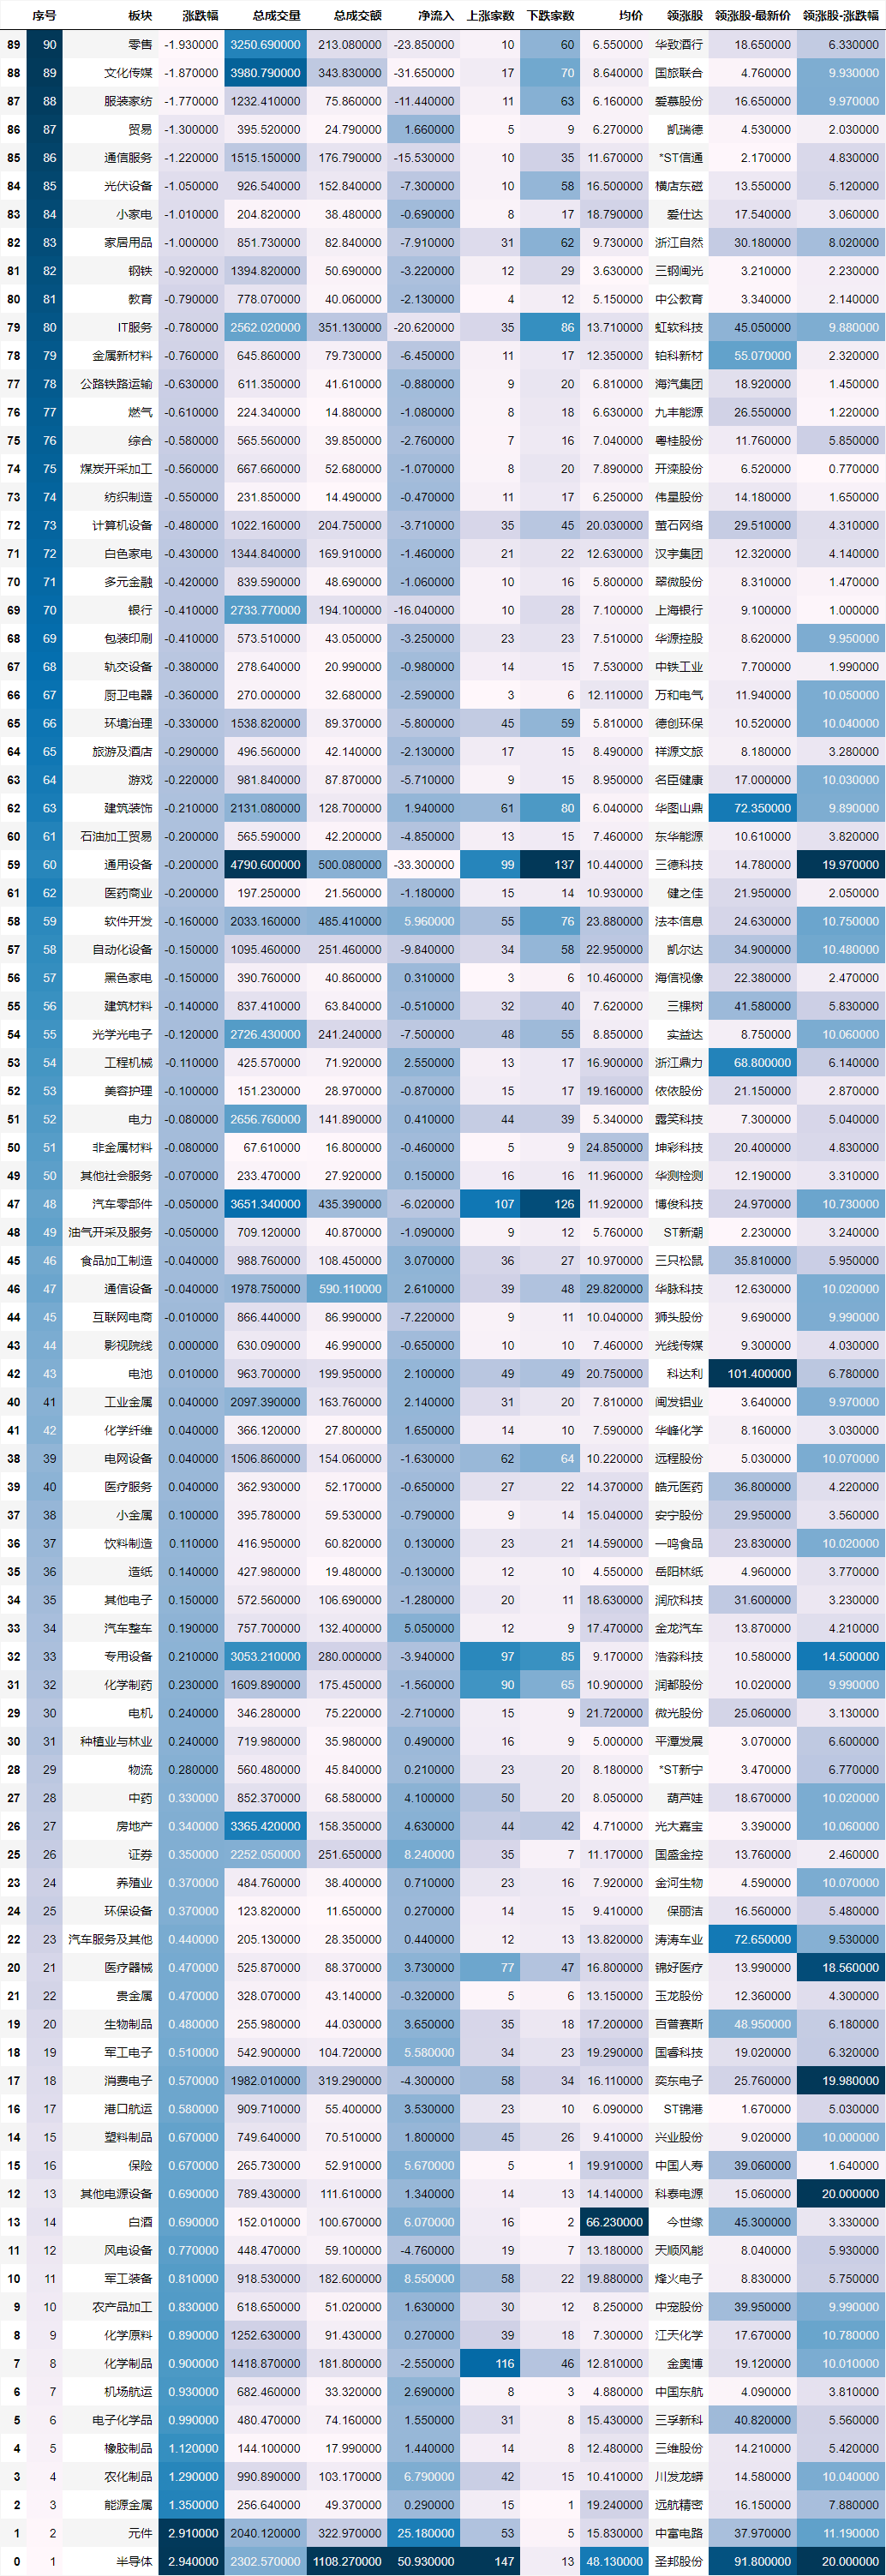 序号 板块 涨跌幅 总成交量 总成交额 净流入 上涨家数 下跌家数 均价 领涨股 领涨股-最新价 领涨股-涨跌幅
89 90 零售 -1.930000 3250.690000 213.080000 -23.850000 10 60 6.550000 华致酒行 18.650000 6.330000
88 89 文化传媒 -1.870000 3980.790000 343.830000 -31.650000 17 70 8.640000 国旅联合 4.760000 9.930000
87 88 服装家纺 -1.770000 1232.410000 75.860000 -11.440000 11 63 6.160000 爱慕股份 16.650000 9.970000
86 87 贸易 -1.300000 395.520000 24.790000 1.660000 5 9 6.270000 凯瑞德 4.530000 2.030000
85 86 通信服务 -1.220000 1515.150000 176.790000 -15.530000 10 35 11.670000 *ST信通 2.170000 4.830000
84 85 光伏设备 -1.050000 926.540000 152.840000 -7.300000 10 58 16.500000 横店东磁 13.550000 5.120000
83 84 小家电 -1.010000 204.820000 38.480000 -0.690000 8 17 18.790000 爱仕达 17.540000 3.060000
82 83 家居用品 -1.000000 851.730000 82.840000 -7.910000 31 62 9.730000 浙江自然 30.180000 8.020000
81 82 钢铁 -0.920000 1394.820000 50.690000 -3.220000 12 29 3.630000 三钢闽光 3.210000 2.230000
80 81 教育 -0.790000 778.070000 40.060000 -2.130000 4 12 5.150000 中公教育 3.340000 2.140000
79 80 IT服务 -0.780000 2562.020000 351.130000 -20.620000 35 86 13.710000 虹软科技 45.050000 9.880000
78 79 金属新材料 -0.760000 645.860000 79.730000 -6.450000 11 17 12.350000 铂科新材 55.070000 2.320000
77 78 公路铁路运输 -0.630000 611.350000 41.610000 -0.880000 9 20 6.810000 海汽集团 18.920000 1.450000
76 77 燃气 -0.610000 224.340000 14.880000 -1.080000 8 18 6.630000 九丰能源 26.550000 1.220000
75 76 综合 -0.580000 565.560000 39.850000 -2.760000 7 16 7.040000 粤桂股份 11.760000 5.850000
74 75 煤炭开采加工 -0.560000 667.660000 52.680000 -1.070000 8 20 7.890000 开滦股份 6.520000 0.770000
73 74 纺织制造 -0.550000 231.850000 14.490000 -0.470000 11 17 6.250000 伟星股份 14.180000 1.650000
72 73 计算机设备 -0.480000 1022.160000 204.750000 -3.710000 35 45 20.030000 萤石网络 29.510000 4.310000
71 72 白色家电 -0.430000 1344.840000 169.910000 -1.460000 21 22 12.630000 汉宇集团 12.320000 4.140000
70 71 多元金融 -0.420000 839.590000 48.690000 -1.060000 10 16 5.800000 翠微股份 8.310000 1.470000
69 70 银行 -0.410000 2733.770000 194.100000 -16.040000 10 28 7.100000 上海银行 9.100000 1.000000
68 69 包装印刷 -0.410000 573.510000 43.050000 -3.250000 23 23 7.510000 华源控股 8.620000 9.950000
67 68 轨交设备 -0.380000 278.640000 20.990000 -0.980000 14 15 7.530000 中铁工业 7.700000 1.990000
66 67 厨卫电器 -0.360000 270.000000 32.680000 -2.590000 3 6 12.110000 万和电气 11.940000 10.050000
65 66 环境治理 -0.330000 1538.820000 89.370000 -5.800000 45 59 5.810000 德创环保 10.520000 10.040000
64 65 旅游及酒店 -0.290000 496.560000 42.140000 -2.130000 17 15 8.490000 祥源文旅 8.180000 3.280000
63 64 游戏 -0.220000 981.840000 87.870000 -5.710000 9 15 8.950000 名臣健康 17.000000 10.030000
62 63 建筑装饰 -0.210000 2131.080000 128.700000 1.940000 61 80 6.040000 华图山鼎 72.350000 9.890000
60 61 石油加工贸易 -0.200000 565.590000 42.200000 -4.850000 13 15 7.460000 东华能源 10.610000 3.820000
59 60 通用设备 -0.200000 4790.600000 500.080000 -33.300000 99 137 10.440000 三德科技 14.780000 19.970000
61 62 医药商业 -0.200000 197.250000 21.560000 -1.180000 15 14 10.930000 健之佳 21.950000 2.050000
58 59 软件开发 -0.160000 2033.160000 485.410000 5.960000 55 76 23.880000 法本信息 24.630000 10.750000
57 58 自动化设备 -0.150000 1095.460000 251.460000 -9.840000 34 58 22.950000 凯尔达 34.900000 10.480000
56 57 黑色家电 -0.150000 390.760000 40.860000 0.310000 3 6 10.460000 海信视像 22.380000 2.470000
55 56 建筑材料 -0.140000 837.410000 63.840000 -0.510000 32 40 7.620000 三棵树 41.580000 5.830000
54 55 光学光电子 -0.120000 2726.430000 241.240000 -7.500000 48 55 8.850000 实益达 8.750000 10.060000
53 54 工程机械 -0.110000 425.570000 71.920000 2.550000 13 17 16.900000 浙江鼎力 68.800000 6.140000
52 53 美容护理 -0.100000 151.230000 28.970000 -0.870000 15 17 19.160000 依依股份 21.150000 2.870000
51 52 电力 -0.080000 2656.760000 141.890000 0.410000 44 39 5.340000 露笑科技 7.300000 5.040000
50 51 非金属材料 -0.080000 67.610000 16.800000 -0.460000 5 9 24.850000 坤彩科技 20.400000 4.830000
49 50 其他社会服务 -0.070000 233.470000 27.920000 0.150000 16 16 11.960000 华测检测 12.190000 3.310000
47 48 汽车零部件 -0.050000 3651.340000 435.390000 -6.020000 107 126 11.920000 博俊科技 24.970000 10.730000
48 49 油气开采及服务 -0.050000 709.120000 40.870000 -1.090000 9 12 5.760000 ST新潮 2.230000 3.240000
45 46 食品加工制造 -0.040000 988.760000 108.450000 3.070000 36 27 10.970000 三只松鼠 35.810000 5.950000
46 47 通信设备 -0.040000 1978.750000 590.110000 2.610000 39 48 29.820000 华脉科技 12.630000 10.020000
44 45 互联网电商 -0.010000 866.440000 86.990000 -7.220000 9 11 10.040000 狮头股份 9.690000 9.990000
43 44 影视院线 0.000000 630.090000 46.990000 -0.650000 10 10 7.460000 光线传媒 9.300000 4.030000
42 43 电池 0.010000 963.700000 199.950000 2.100000 49 49 20.750000 科达利 101.400000 6.780000
40 41 工业金属 0.040000 2097.390000 163.760000 2.140000 31 20 7.810000 闽发铝业 3.640000 9.970000
41 42 化学纤维 0.040000 366.120000 27.800000 1.650000 14 10 7.590000 华峰化学 8.160000 3.030000
38 39 电网设备 0.040000 1506.860000 154.060000 -1.630000 62 64 10.220000 远程股份 5.030000 10.070000
39 40 医疗服务 0.040000 362.930000 52.170000 -0.650000 27 22 14.370000 皓元医药 36.800000 4.220000
37 38 小金属 0.100000 395.780000 59.530000 -0.790000 9 14 15.040000 安宁股份 29.950000 3.560000
36 37 饮料制造 0.110000 416.950000 60.820000 0.130000 23 21 14.590000 一鸣食品 23.830000 10.020000
35 36 造纸 0.140000 427.980000 19.480000 -0.130000 12 10 4.550000 岳阳林纸 4.960000 3.770000
34 35 其他电子 0.150000 572.560000 106.690000 -1.280000 20 11 18.630000 润欣科技 31.600000 3.230000
33 34 汽车整车 0.190000 757.700000 132.400000 5.050000 12 9 17.470000 金龙汽车 13.870000 4.210000
32 33 专用设备 0.210000 3053.210000 280.000000 -3.940000 97 85 9.170000 浩淼科技 10.580000 14.500000
31 32 化学制药 0.230000 1609.890000 175.450000 -1.560000 90 65 10.900000 润都股份 10.020000 9.990000
29 30 电机 0.240000 346.280000 75.220000 -2.710000 15 9 21.720000 微光股份 25.060000 3.130000
30 31 种植业与林业 0.240000 719.980000 35.980000 0.490000 16 9 5.000000 平潭发展 3.070000 6.600000
28 29 物流 0.280000 560.480000 45.840000 0.210000 23 20 8.180000 *ST新宁 3.470000 6.770000
27 28 中药 0.330000 852.370000 68.580000 4.100000 50 20 8.050000 葫芦娃 18.670000 10.020000
26 27 房地产 0.340000 3365.420000 158.350000 4.630000 44 42 4.710000 光大嘉宝 3.390000 10.060000
25 26 证券 0.350000 2252.050000 251.650000 8.240000 35 7 11.170000 国盛金控 13.760000 2.460000
23 24 养殖业 0.370000 484.760000 38.400000 0.710000 23 16 7.920000 金河生物 4.590000 10.070000
24 25 环保设备 0.370000 123.820000 11.650000 0.270000 14 15 9.410000 保丽洁 16.560000 5.480000
22 23 汽车服务及其他 0.440000 205.130000 28.350000 0.440000 12 13 13.820000 涛涛车业 72.650000 9.530000
20 21 医疗器械 0.470000 525.870000 88.370000 3.730000 77 47 16.800000 锦好医疗 13.990000 18.560000
21 22 贵金属 0.470000 328.070000 43.140000 -0.320000 5 6 13.150000 玉龙股份 12.360000 4.300000
19 20 生物制品 0.480000 255.980000 44.030000 3.650000 35 18 17.200000 百普赛斯 48.950000 6.180000
18 19 军工电子 0.510000 542.900000 104.720000 5.580000 34 23 19.290000 国睿科技 19.020000 6.320000
17 18 消费电子 0.570000 1982.010000 319.290000 -4.300000 58 34 16.110000 奕东电子 25.760000 19.980000
16 17 港口航运 0.580000 909.710000 55.400000 3.530000 23 10 6.090000 ST锦港 1.670000 5.030000
14 15 塑料制品 0.670000 749.640000 70.510000 1.800000 45 26 9.410000 兴业股份 9.020000 10.000000
15 16 保险 0.670000 265.730000 52.910000 5.670000 5 1 19.910000 中国人寿 39.060000 1.640000
12 13 其他电源设备 0.690000 789.430000 111.610000 1.340000 14 13 14.140000 科泰电源 15.060000 20.000000
13 14 白酒 0.690000 152.010000 100.670000 6.070000 16 2 66.230000 今世缘 45.300000 3.330000
11 12 风电设备 0.770000 448.470000 59.100000 -4.760000 19 7 13.180000 天顺风能 8.040000 5.930000
10 11 军工装备 0.810000 918.530000 182.600000 8.550000 58 22 19.880000 烽火电子 8.830000 5.750000
9 10 农产品加工 0.830000 618.650000 51.020000 1.630000 30 12 8.250000 中宠股份 39.950000 9.990000
8 9 化学原料 0.890000 1252.630000 91.430000 0.270000 39 18 7.300000 江天化学 17.670000 10.780000
7 8 化学制品 0.900000 1418.870000 181.800000 -2.550000 116 46 12.810000 金奥博 19.120000 10.010000
6 7 机场航运 0.930000 682.460000 33.320000 2.690000 8 3 4.880000 中国东航 4.090000 3.810000
5 6 电子化学品 0.990000 480.470000 74.160000 1.550000 31 8 15.430000 三孚新科 40.820000 5.560000
4 5 橡胶制品 1.120000 144.100000 17.990000 1.440000 14 8 12.480000 三维股份 14.210000 5.420000
3 4 农化制品 1.290000 990.890000 103.170000 6.790000 42 15 10.410000 川发龙蟒 14.580000 10.040000
2 3 能源金属 1.350000 256.640000 49.370000 0.290000 15 1 19.240000 远航精密 16.150000 7.880000
1 2 元件 2.910000 2040.120000 322.970000 25.180000 53 5 15.830000 中富电路 37.970000 11.190000
0 1 半导体 2.940000 2302.570000 1108.270000 50.930000 147 13 48.130000 圣邦股份 91.800000 20.000000